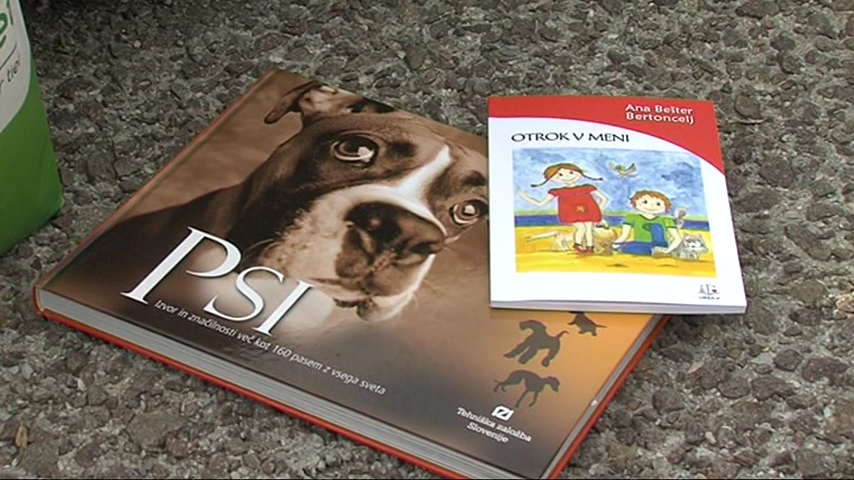 Ana Bešter
Bertoncelj
OTROK V MENI
PSI
Izvor in značilnosti več kot 160 pasem z vsega sveta
Tehniška založba
Slovenije